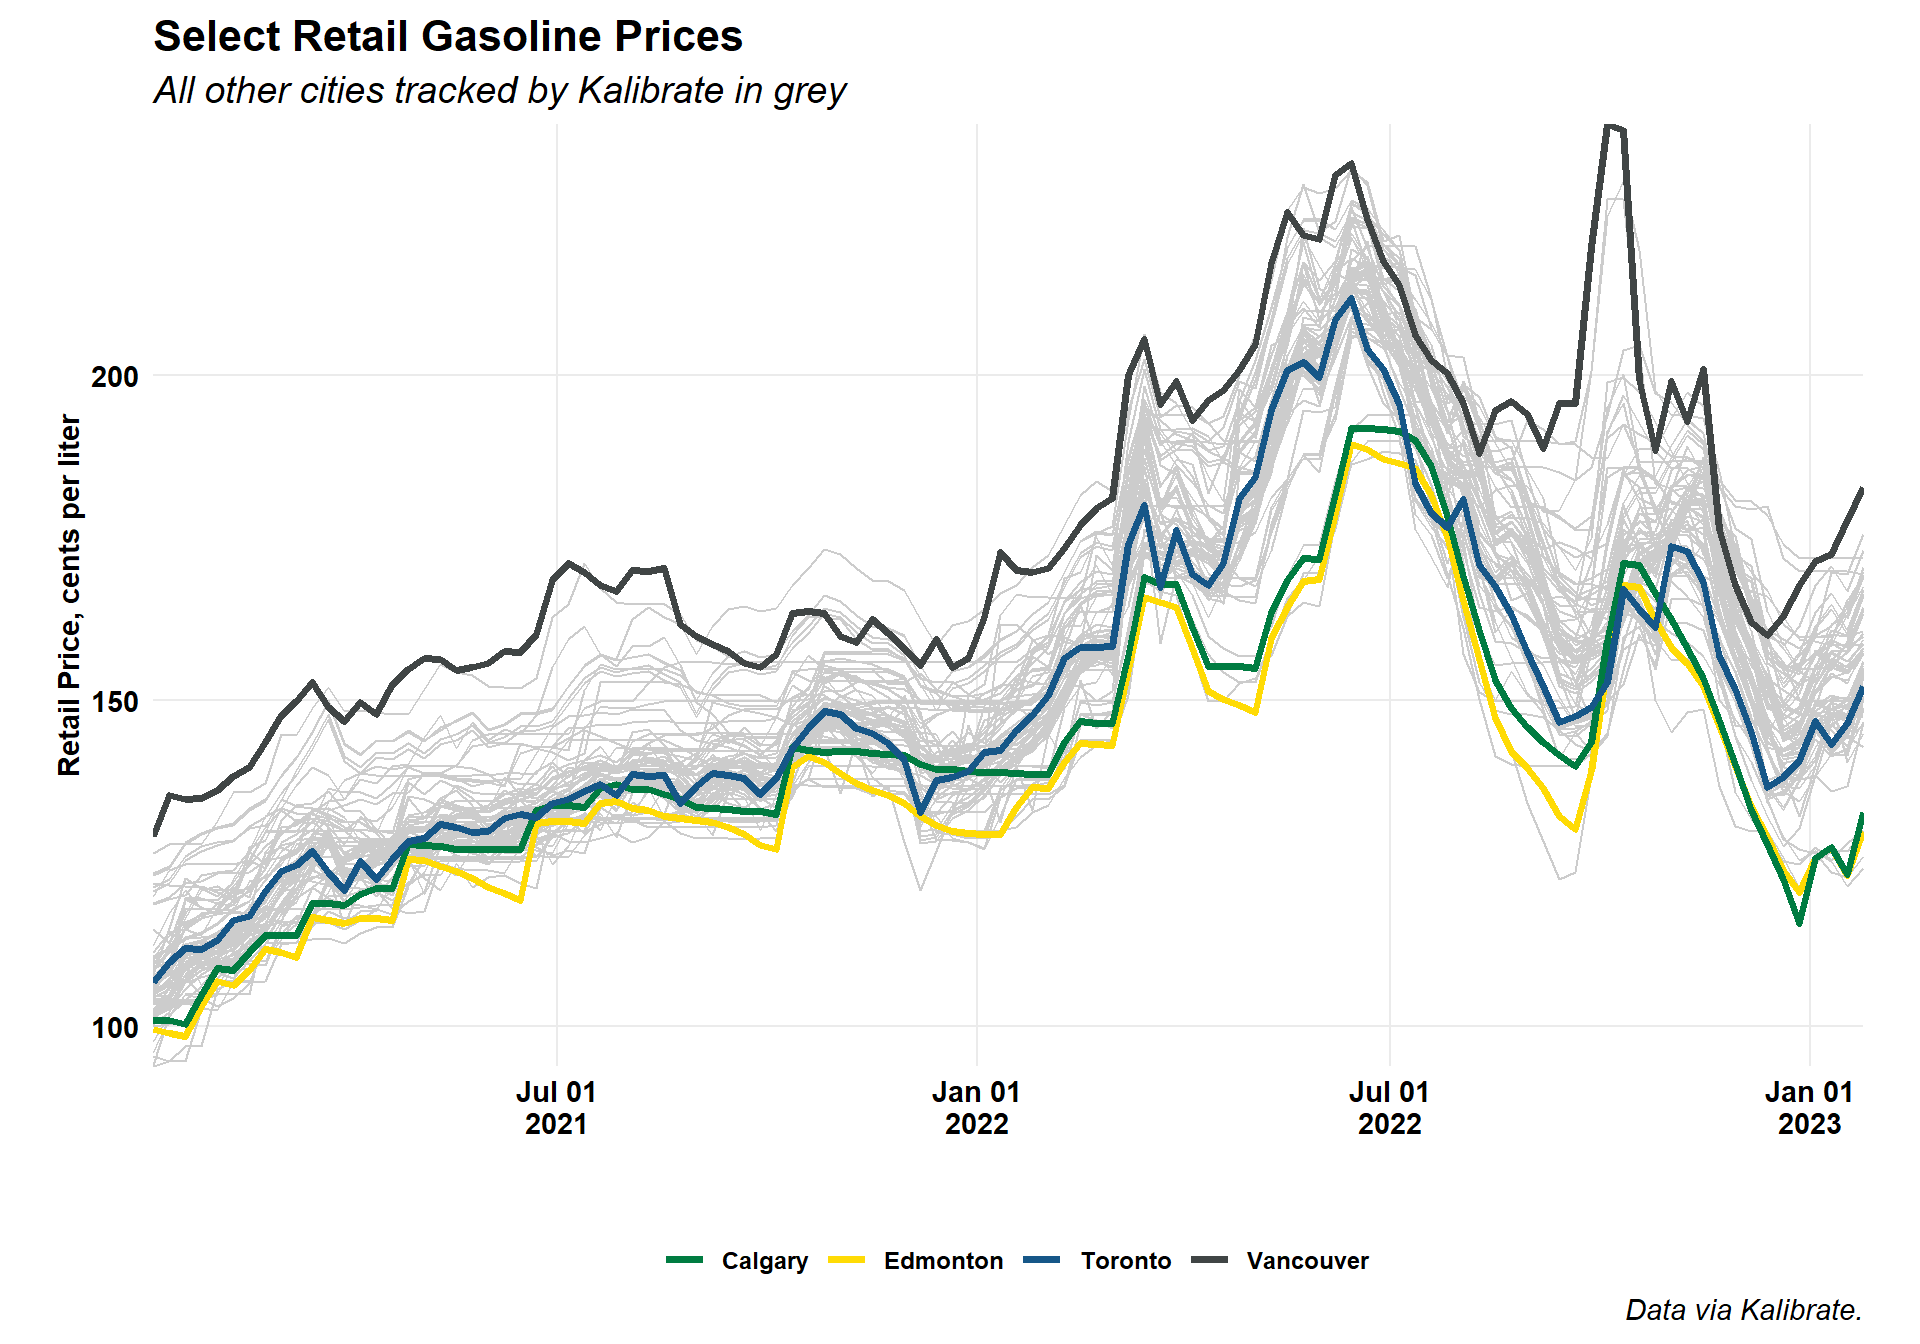 Select Retail Gasoline Prices
All other cities tracked by Kalibrate in grey
Retail Price, cents per liter
200
150
100
Jul 01
2021
Jan 01
2022
Jul 01
2022
Jan 01
2023
Calgary
Edmonton
Toronto
Vancouver
Data via Kalibrate.